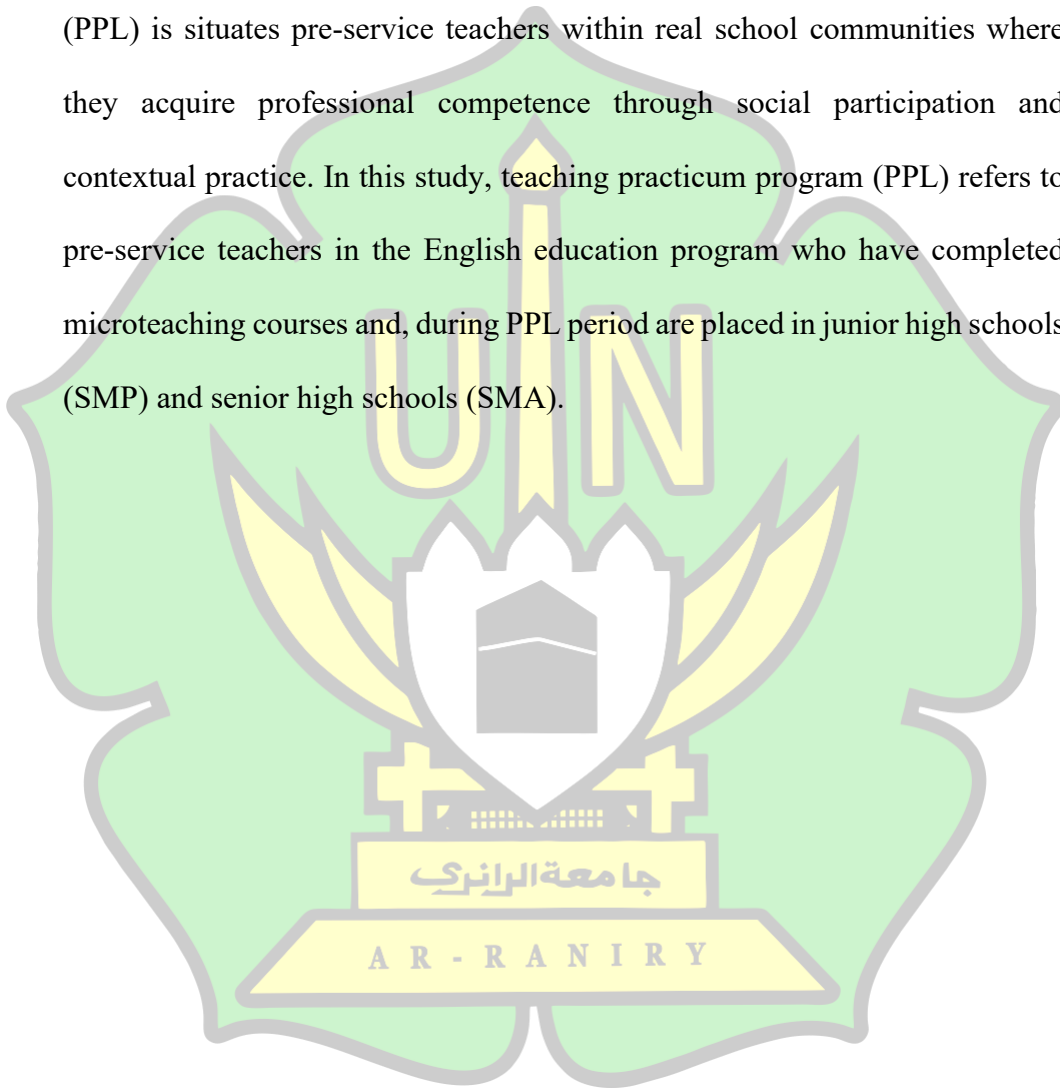 (PPL) is situates pre-service teachers within real school communities where
they acquire professional competence through social participation and
contextual practice. In this study, teaching practicum program (PPL) refers to
pre-service teachers in the English education program who have completed
microteaching courses and, during PPL period are placed in junior high schools
(SMP) and senior high schools (SMA).
UIN
جامعةالرانري
AR-RANIRY